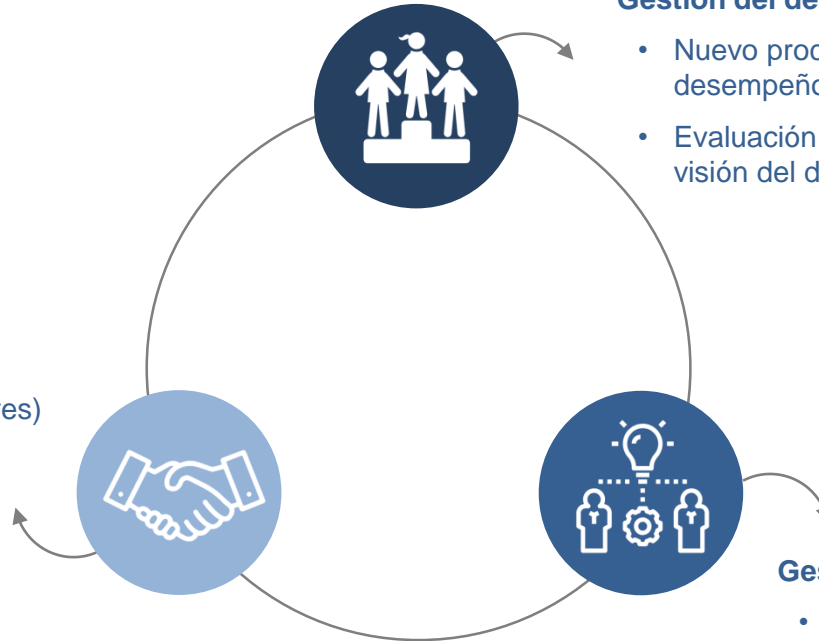 Gestión del de
• Nuevo proc
desempeño
• Evaluación
visión del d
es)
Ges
•